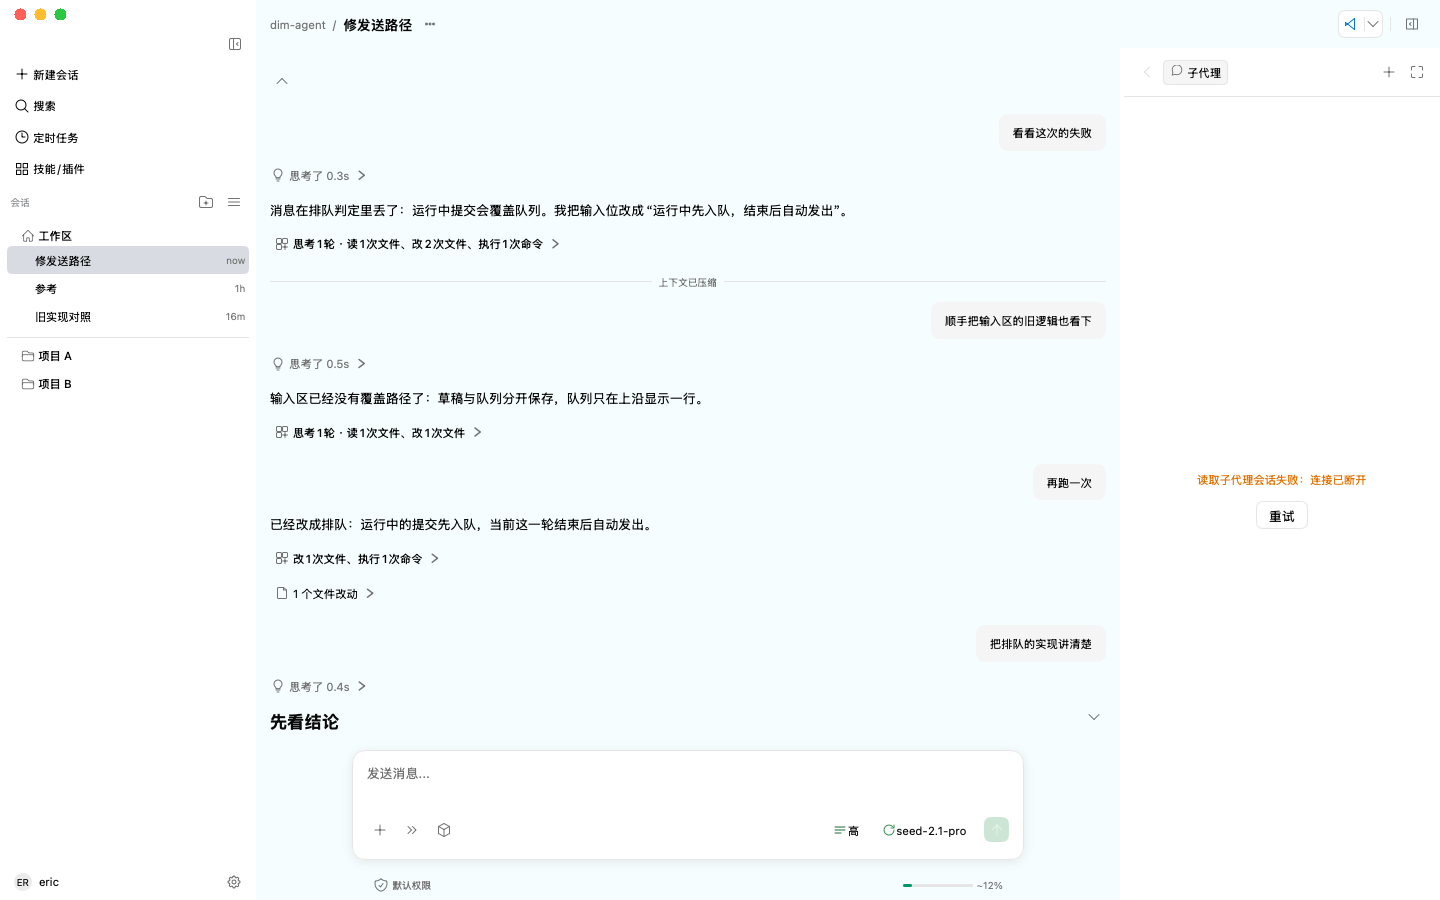 dim-agent / 修发送路径 ···
新建会话
搜索
定时任务
技能/插件
会话
工作区
修发送路径 now
参考 1h
旧实现对照 16m
项目 A
项目 B
ER eric
看看这次的失败
思考了 0.3s
消息在排队判定里丢了：运行中提交会覆盖队列。我把输入位改成“运行中先入队，结束后自动发出”。
思考1轮 · 读1次文件、改2次文件、执行1次命令
上下文已压缩
顺手把输入区的旧逻辑也看下
思考了 0.5s
输入区已经没有覆盖路径了：草稿与队列分开保存，队列只在上沿显示一行。
思考1轮 · 读1次文件、改1次文件
再跑一次
已经改成排队：运行中的提交先入队，当前这一轮结束后自动发出。
改1次文件、执行1次命令
1 个文件改动
把排队的实现讲清楚
思考了 0.4s
先看结论
发送消息...
高 seed-2.1-pro
默认权限 ~12%
子代理
读取子代理会话失败：连接已断开
重试